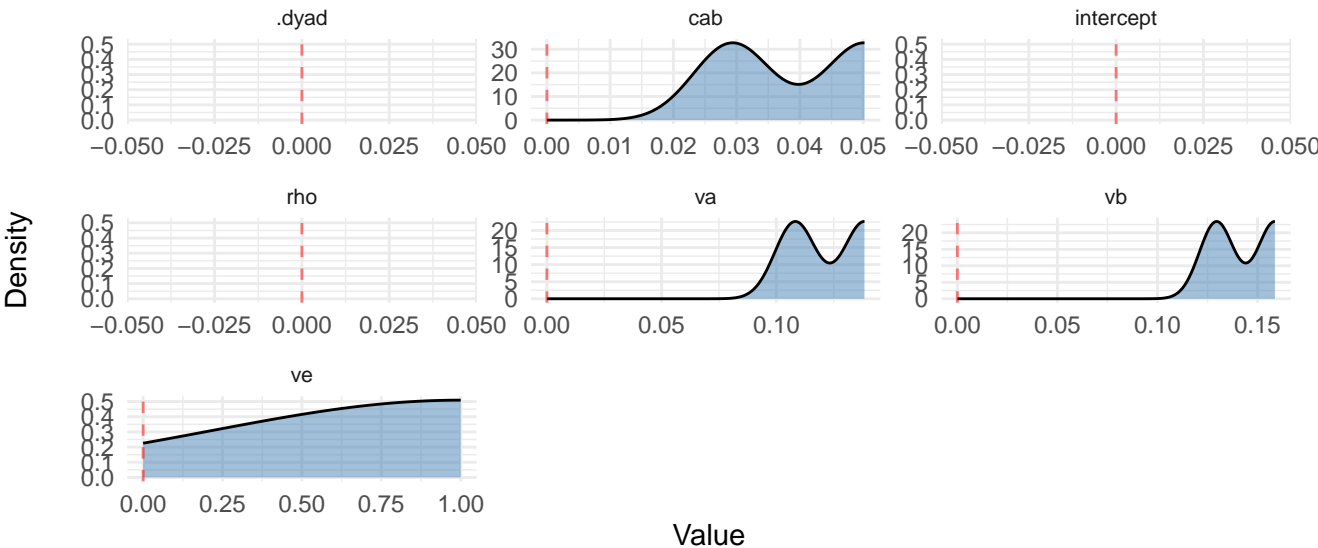 .dyad cab intercept
0.5 0.4 0.3 0.2 0.1 0.0
30 20 10 0
0.5 0.4 0.3 0.2 0.1 0.0
−0.050 −0.025 0.000 0.025 0.050 0.00 0.01 0.02 0.03 0.04 0.05 −0.050 −0.025 0.000 0.025 0.050
rho va vb
0.5 0.4 0.3 0.2 0.1 0.0
20 15 10 5 0
20 15 10 5 0
−0.050 −0.025 0.000 0.025 0.050 0.00 0.05 0.10 0.00 0.05 0.10 0.15
Density
ve
0.5 0.4 0.3 0.2 0.1 0.0
0.00 0.25 0.50 0.75 1.00
Value